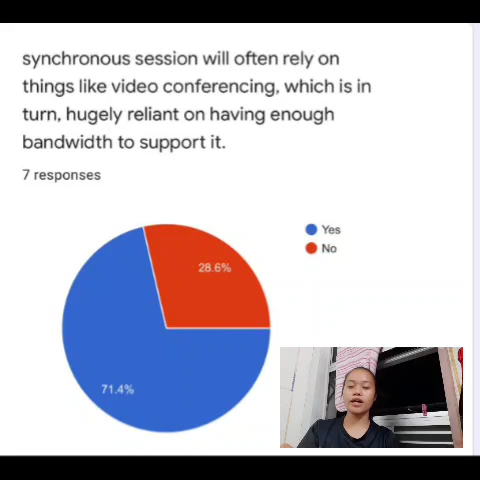 synchronous session will often rely on
things like video conferencing, which is in
turn, hugely reliant on having enough
bandwidth to support it.
7 responses
Yes
No
28.6%
71.4%